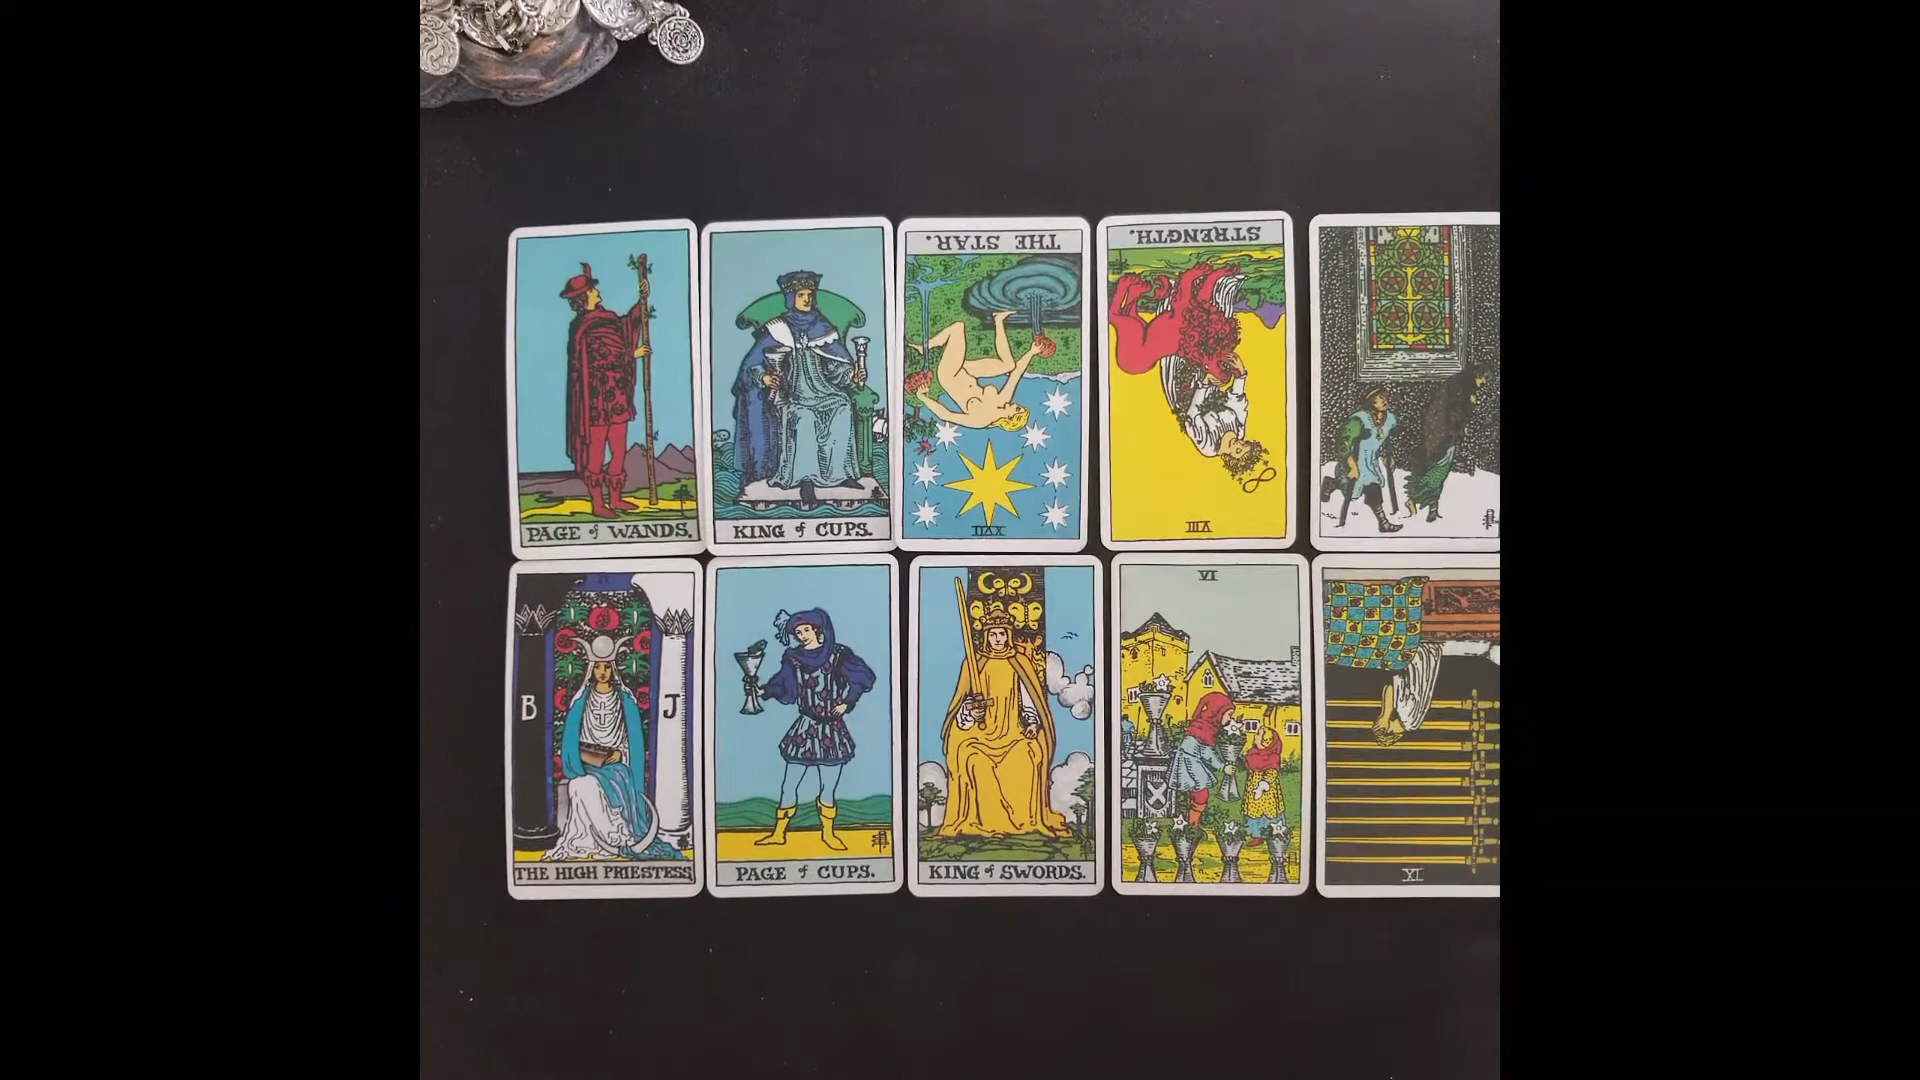 THE STAR.
STRENGTH.
XVII
VIII
PAGE of WANDS.
KING of CUPS.
II
VI
B
J
THE HIGH PRIESTESS
PAGE of CUPS.
KING of SWORDS.
IX